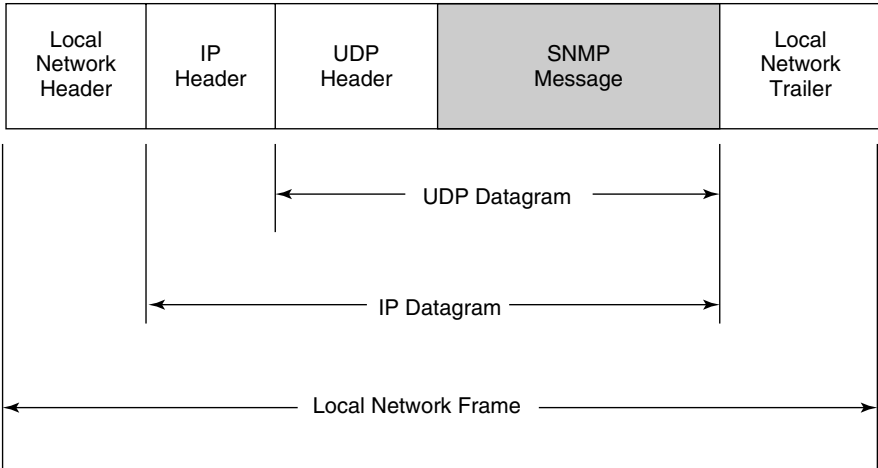 Local
Network
Header
IP
Header
UDP
Header
SNMP
Message
Local
Network
Trailer
UDP Datagram
IP Datagram
Local Network Frame